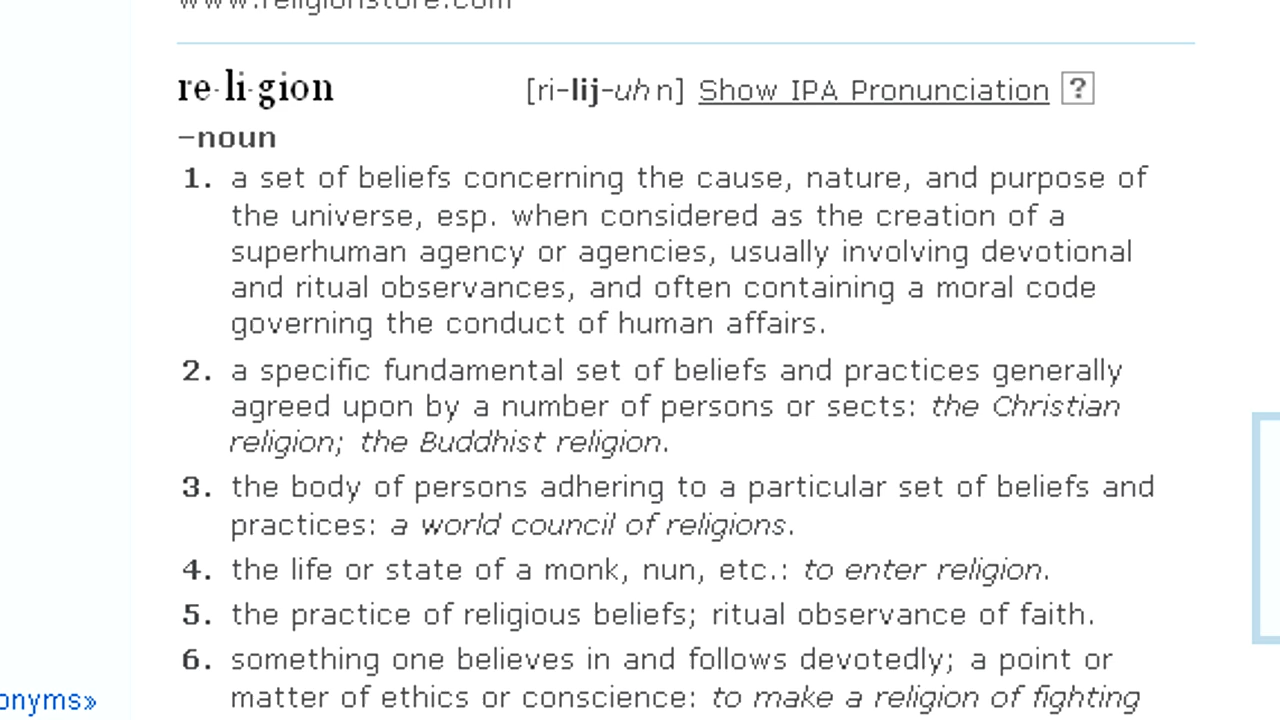 www.religionstore.com
re·li·gion [ri-lij-uhn] Show IPA Pronunciation ?
–noun
1. a set of beliefs concerning the cause, nature, and purpose of
the universe, esp. when considered as the creation of a
superhuman agency or agencies, usually involving devotional
and ritual observances, and often containing a moral code
governing the conduct of human affairs.
2. a specific fundamental set of beliefs and practices generally
agreed upon by a number of persons or sects: the Christian
religion; the Buddhist religion.
3. the body of persons adhering to a particular set of beliefs and
practices: a world council of religions.
4. the life or state of a monk, nun, etc.: to enter religion.
5. the practice of religious beliefs; ritual observance of faith.
6. something one believes in and follows devotedly; a point or
onyms»
matter of ethics or conscience: to make a religion of fighting